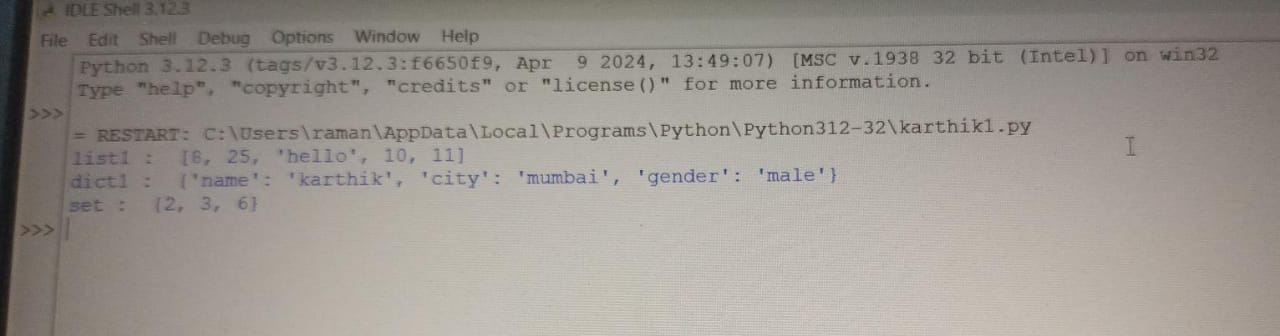 IDLE Shell 3.12.3
File Edit Shell Debug Options Window Help
Python 3.12.3 (tags/v3.12.3:f6650f9, Apr  9 2024, 13:49:07) [MSC v.1938 32 bit (Intel)] on win32
Type "help", "copyright", "credits" or "license()" for more information.
>>>
= RESTART: C:\Users\raman\AppData\Local\Programs\Python\Python312-32\karthik1.py
list1 :  [6, 25, 'hello', 10, 11]
dict1 :  {'name': 'karthik', 'city': 'mumbai', 'gender': 'male'}
set :  {2, 3, 6}
>>>